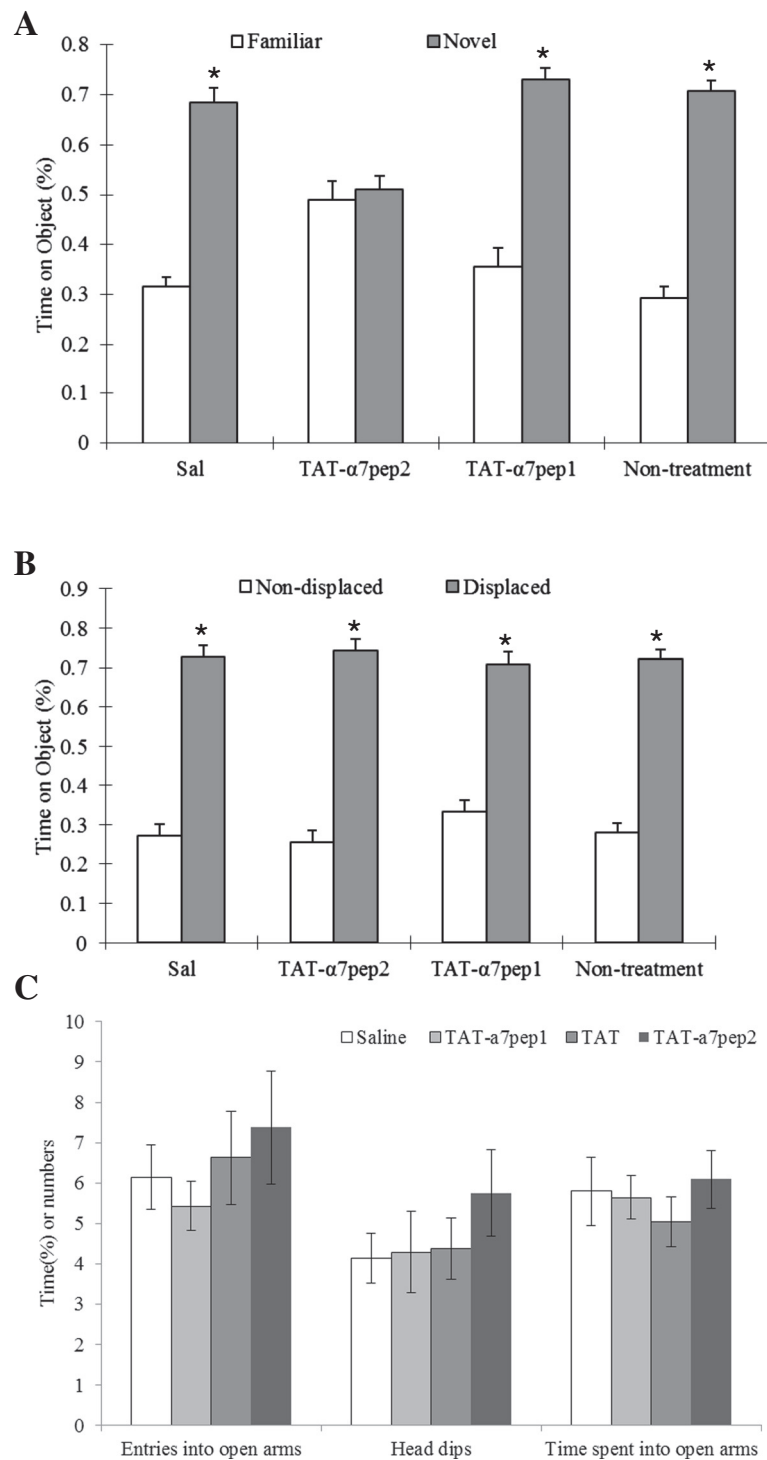 A
Familiar Novel
0.8
0.7
0.6
0.5
0.4
0.3
0.2
0.1
0
Time on Object (%)
* * *
Sal TAT-α7pep2 TAT-α7pep1 Non-treatment
B
Non-displaced Displaced
0.9
0.8
0.7
0.6
0.5
0.4
0.3
0.2
0.1
0
Time on Object (%)
* * * *
Sal TAT-α7pep2 TAT-α7pep1 Non-treatment
C
Saline TAT-a7pep1 TAT TAT-a7pep2
10
9
8
7
6
5
4
3
2
1
0
Time(%) or numbers
Entries into open arms Head dips Time spent into open arms